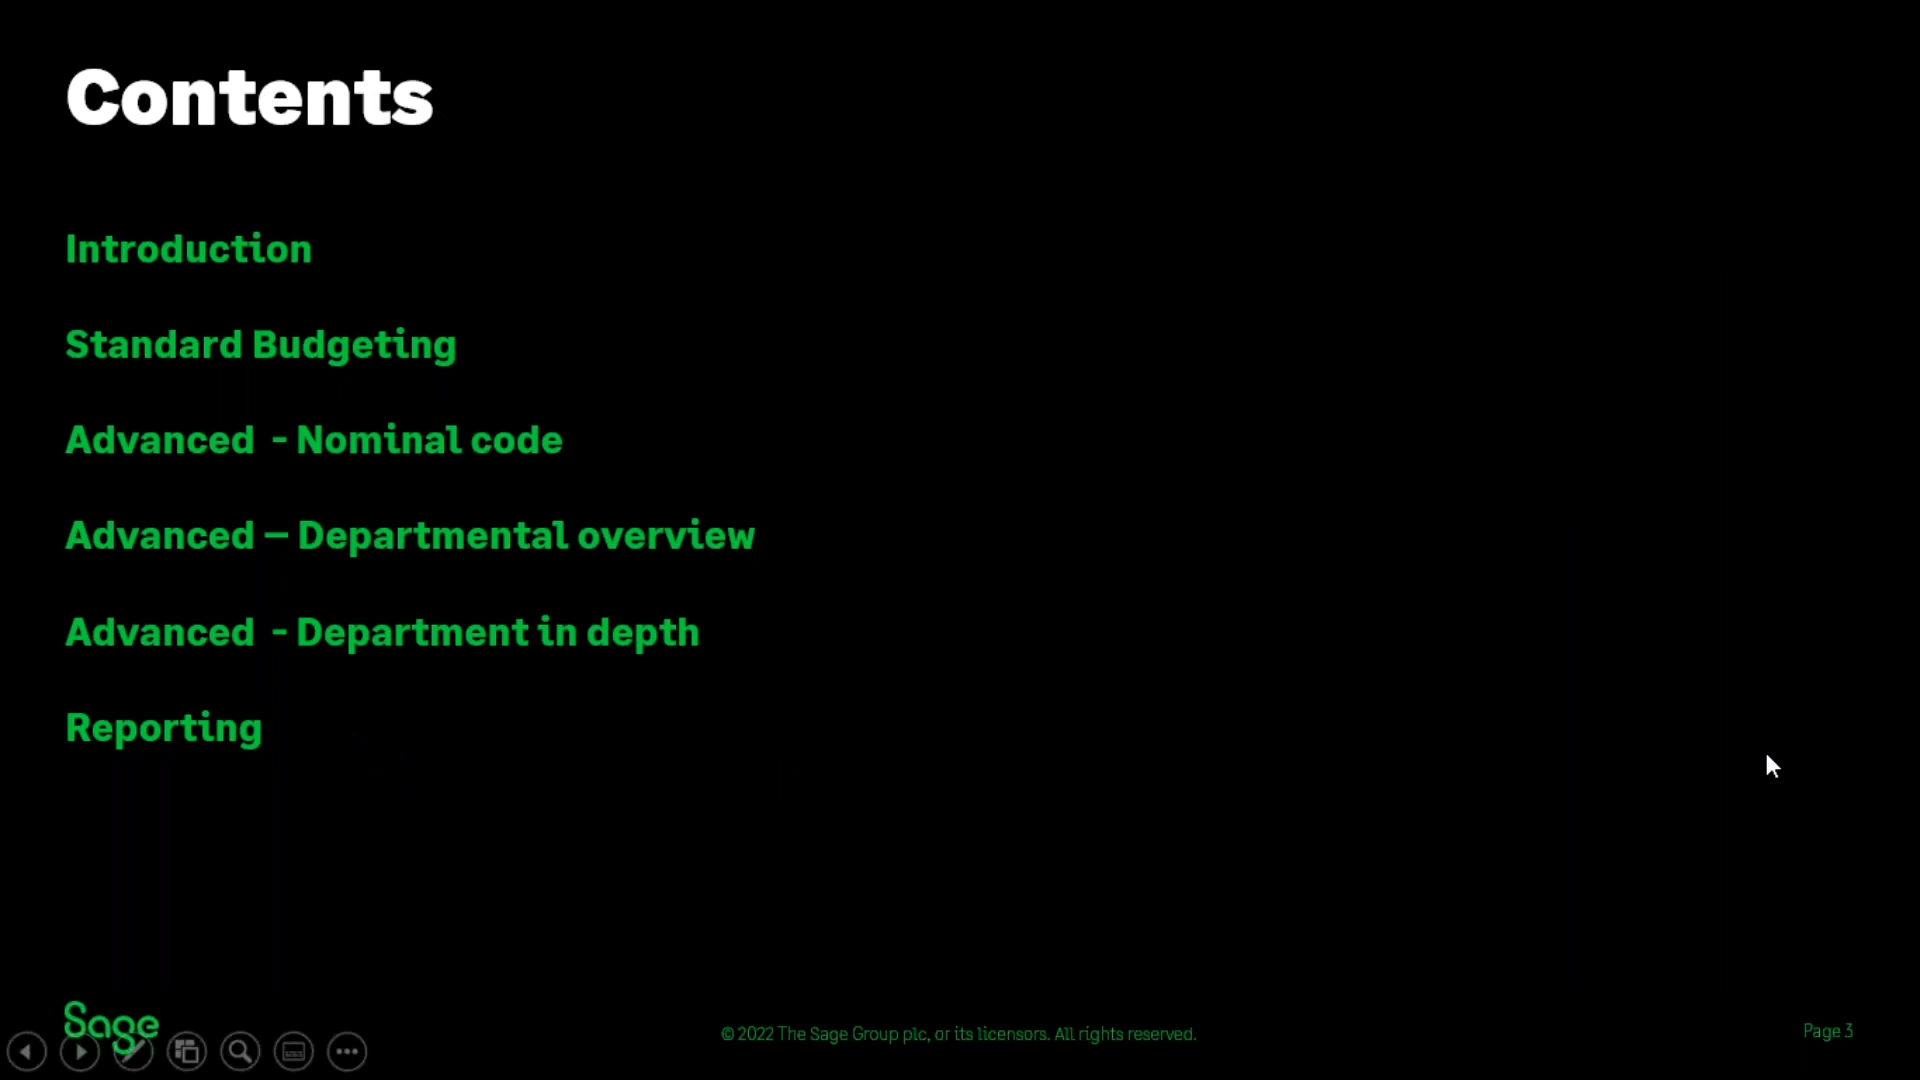 Contents
Introduction
Standard Budgeting
Advanced - Nominal code
Advanced – Departmental overview
Advanced - Department in depth
Reporting
Sage
© 2022 The Sage Group plc, or its licensors. All rights reserved.
Page 3